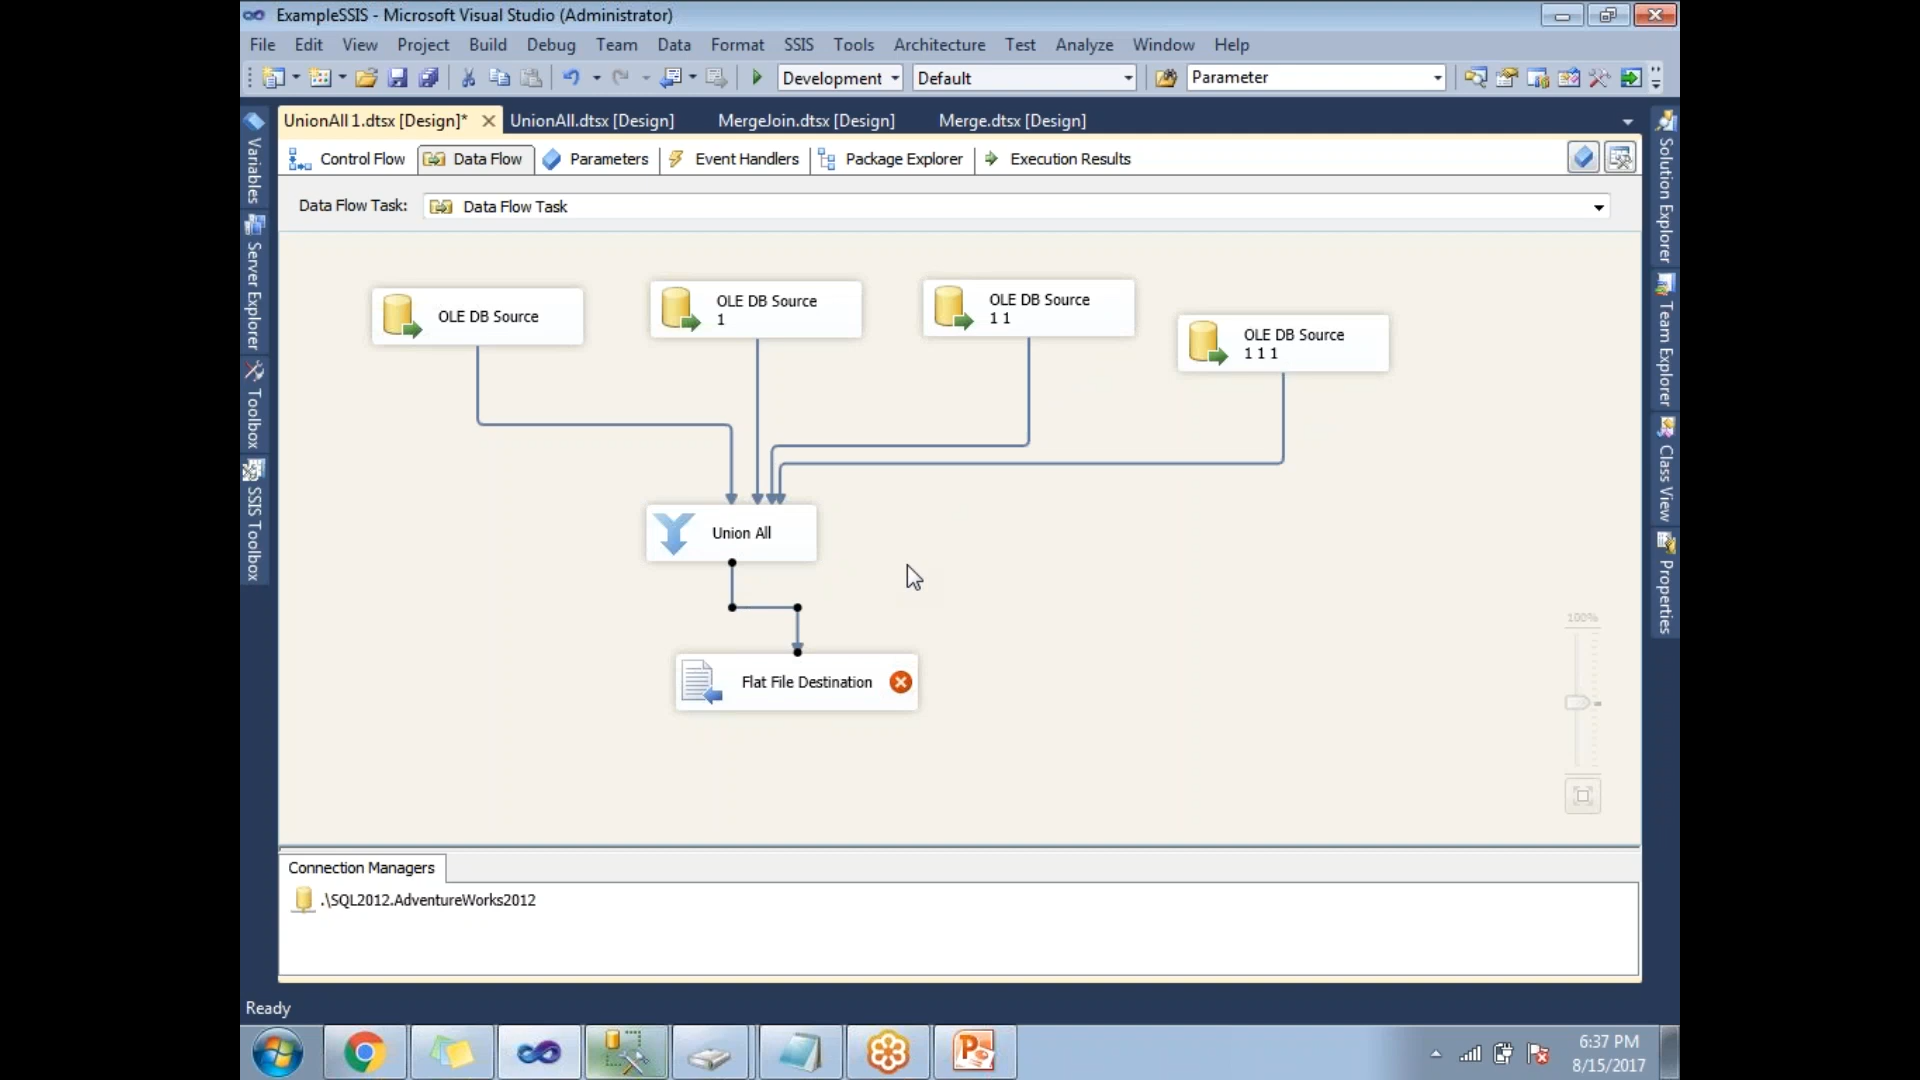 ExampleSSIS - Microsoft Visual Studio (Administrator)
File Edit View Project Build Debug Team Data Format SSIS Tools Architecture Test Analyze Window Help
Development Default Parameter
UnionAll 1.dtsx [Design]* UnionAll.dtsx [Design] MergeJoin.dtsx [Design] Merge.dtsx [Design]
Control Flow Data Flow Parameters Event Handlers Package Explorer Execution Results
Data Flow Task: Data Flow Task
Variables
Server Explorer
Toolbox
SSIS Toolbox
OLE DB Source
OLE DB Source
1
OLE DB Source
1 1
OLE DB Source
1 1 1
Union All
Flat File Destination
100%
Solution Explorer
Team Explorer
Class View
Properties
Connection Managers
.\SQL2012.AdventureWorks2012
Ready
6:37 PM
8/15/2017